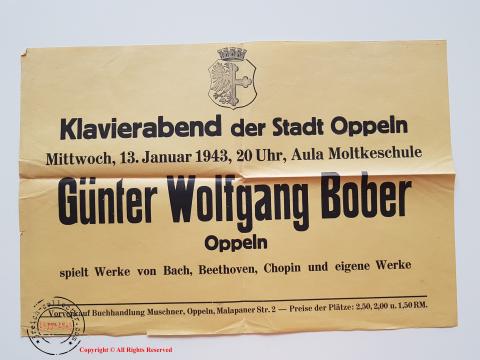 Klavierabend der Stadt Oppeln
Mittwoch, 13. Januar 1943, 20 Uhr, Aula Moltkeschule
Günter Wolfgang Bober
Oppeln
spielt Werke von Bach, Beethoven, Chopin und eigene Werke
Vorverkauf Buchhandlung Muschner, Oppeln, Malapaner Str. 2 — Preise der Plätze: 2,50, 2,00 u. 1,50 RM.
Copyright © All Rights Reserved